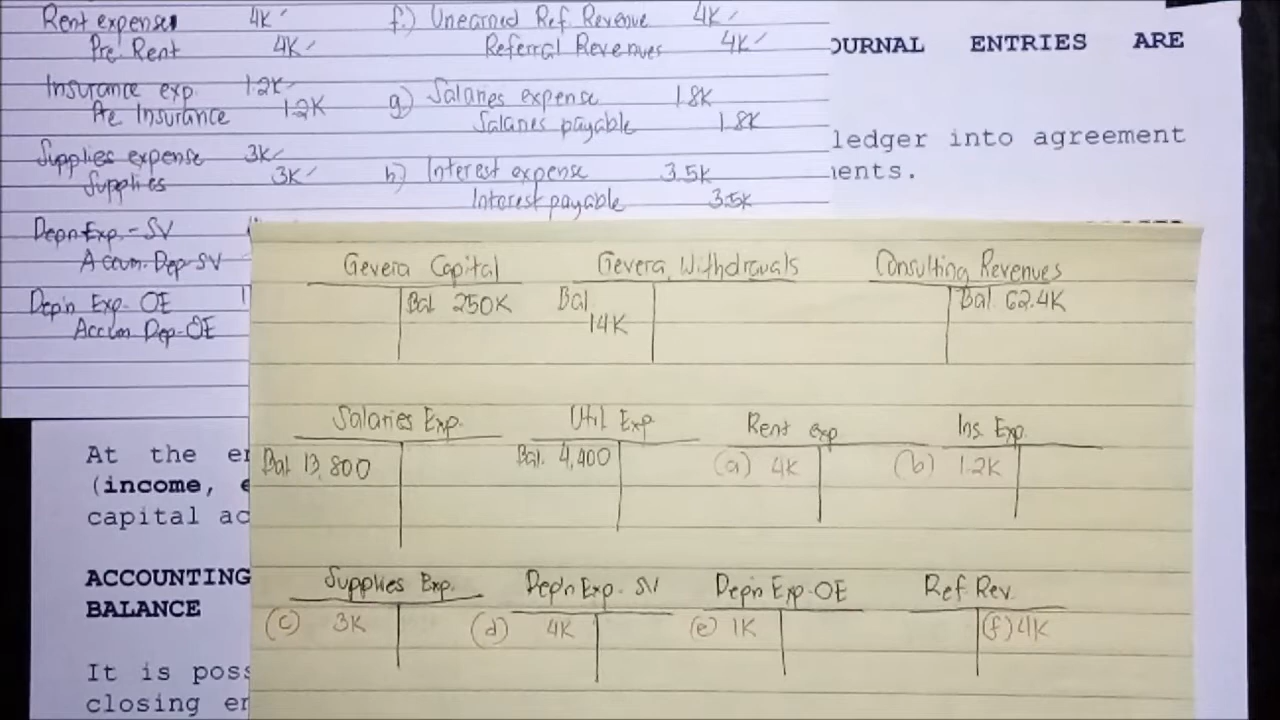 Rent expense 4K
Pre Rent 4K
Insurance exp. 1.2K
Pre Insurance 1.2K
Supplies expense 3K
Supplies 3K
Dep'n Exp. - SV
Accum. Dep-SV
Dep'n Exp. OE
Accum. Dep-OE
f.) Unearned Ref. Revenue 4K
Referral Revenues 4K
g) Salaries expense 1.8K
Salaries payable 1.8K
h) Interest expense 3.5K
Interest payable 3.5K
OURNAL ENTRIES ARE
ledger into agreement
ents.
Gevera Capital Gevera, Withdrawals Consulting Revenues
Bal 250K Bal Bal 62.4K
14K
Salaries Exp. Util Exp Rent exp Ins. Exp.
Bal 13,800 Bal. 4,400 (a) 4K (b) 1.2K
Supplies Exp. Dep'n Exp. SV Dep'n Exp-OE Ref. Rev.
(c) 3K (d) 4K (e) 1K (f) 4K
At the e
(income, e
capital ac
ACCOUNTING
BALANCE
It is poss
closing er